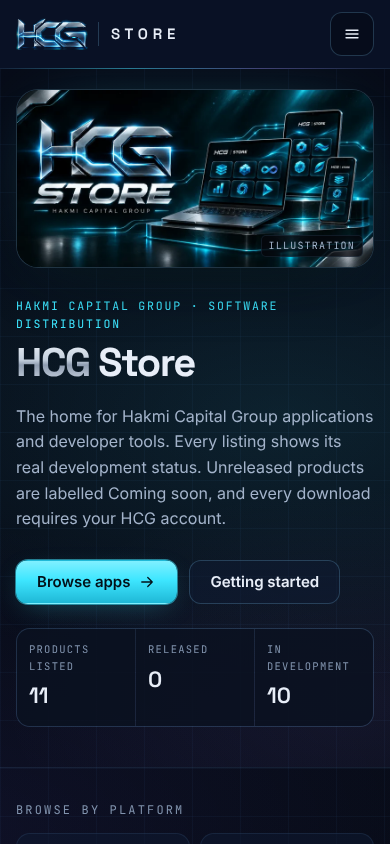 HCG STORE
HCG
STORE
HAKMI CAPITAL GROUP
HCG STORE
HCG STORE
ILLUSTRATION
HAKMI CAPITAL GROUP · SOFTWARE
DISTRIBUTION
HCG Store
The home for Hakmi Capital Group applications
and developer tools. Every listing shows its
real development status. Unreleased products
are labelled Coming soon, and every download
requires your HCG account.
Browse apps →
Getting started
PRODUCTS
LISTED
11
RELEASED
0
IN
DEVELOPMENT
10
BROWSE BY PLATFORM